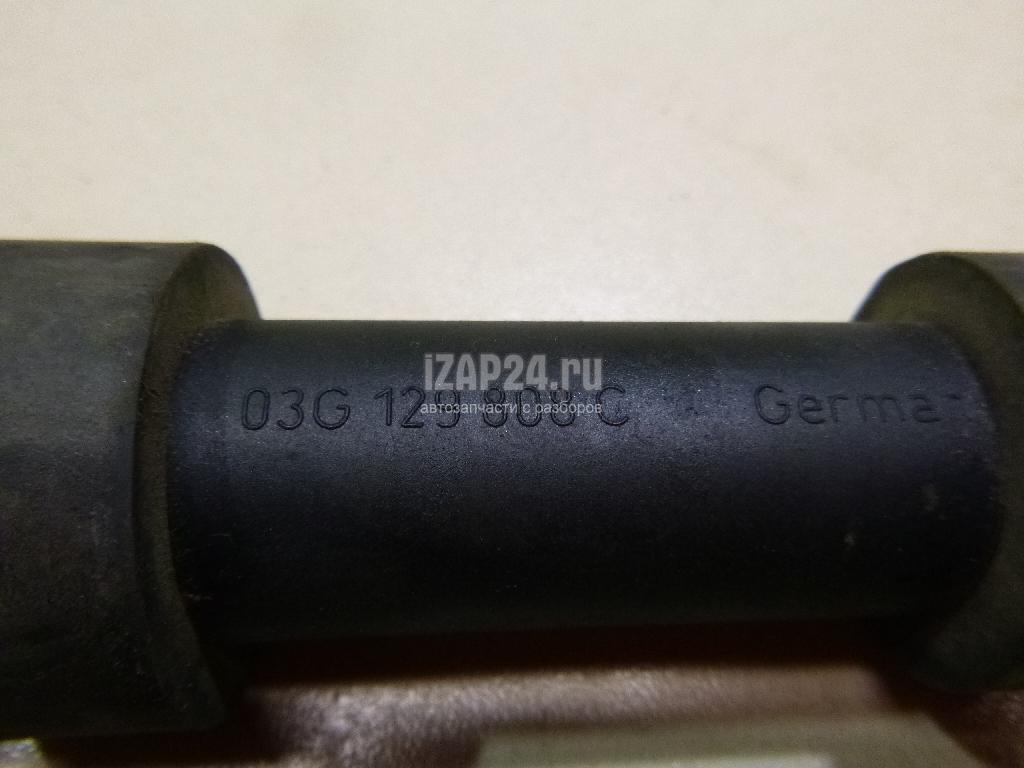 iZAP24.ru
автозапчасти с разборов
03G 129 808 C Germa